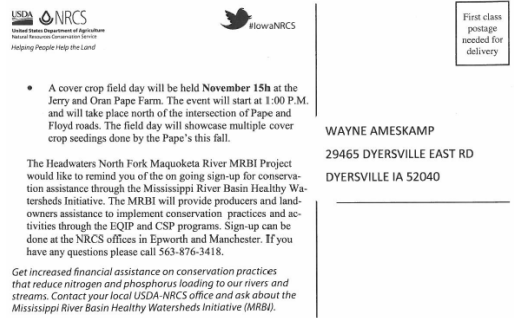 USDA NRCS
United States Department of Agriculture
Natural Resources Conservation Service
Helping People Help the Land
#IowaNRCS
First class
postage
needed for
delivery
• A cover crop field day will be held November 15h at the
Jerry and Oran Pape Farm. The event will start at 1:00 P.M.
and will take place north of the intersection of Pape and
Floyd roads. The field day will showcase multiple cover
crop seedings done by the Pape's this fall.
The Headwaters North Fork Maquoketa River MRBI Project
would like to remind you of the on going sign-up for conserva-
tion assistance through the Mississippi River Basin Healthy Wa-
tersheds Initiative. The MRBI will provide producers and land-
owners assistance to implement conservation practices and ac-
tivities through the EQIP and CSP programs. Sign-up can be
done at the NRCS offices in Epworth and Manchester. If you
have any questions please call 563-876-3418.
Get increased financial assistance on conservation practices
that reduce nitrogen and phosphorus loading to our rivers and
streams. Contact your local USDA-NRCS office and ask about the
Mississippi River Basin Healthy Watersheds Initiative (MRBI).
WAYNE AMESKAMP
29465 DYERSVILLE EAST RD
DYERSVILLE IA 52040